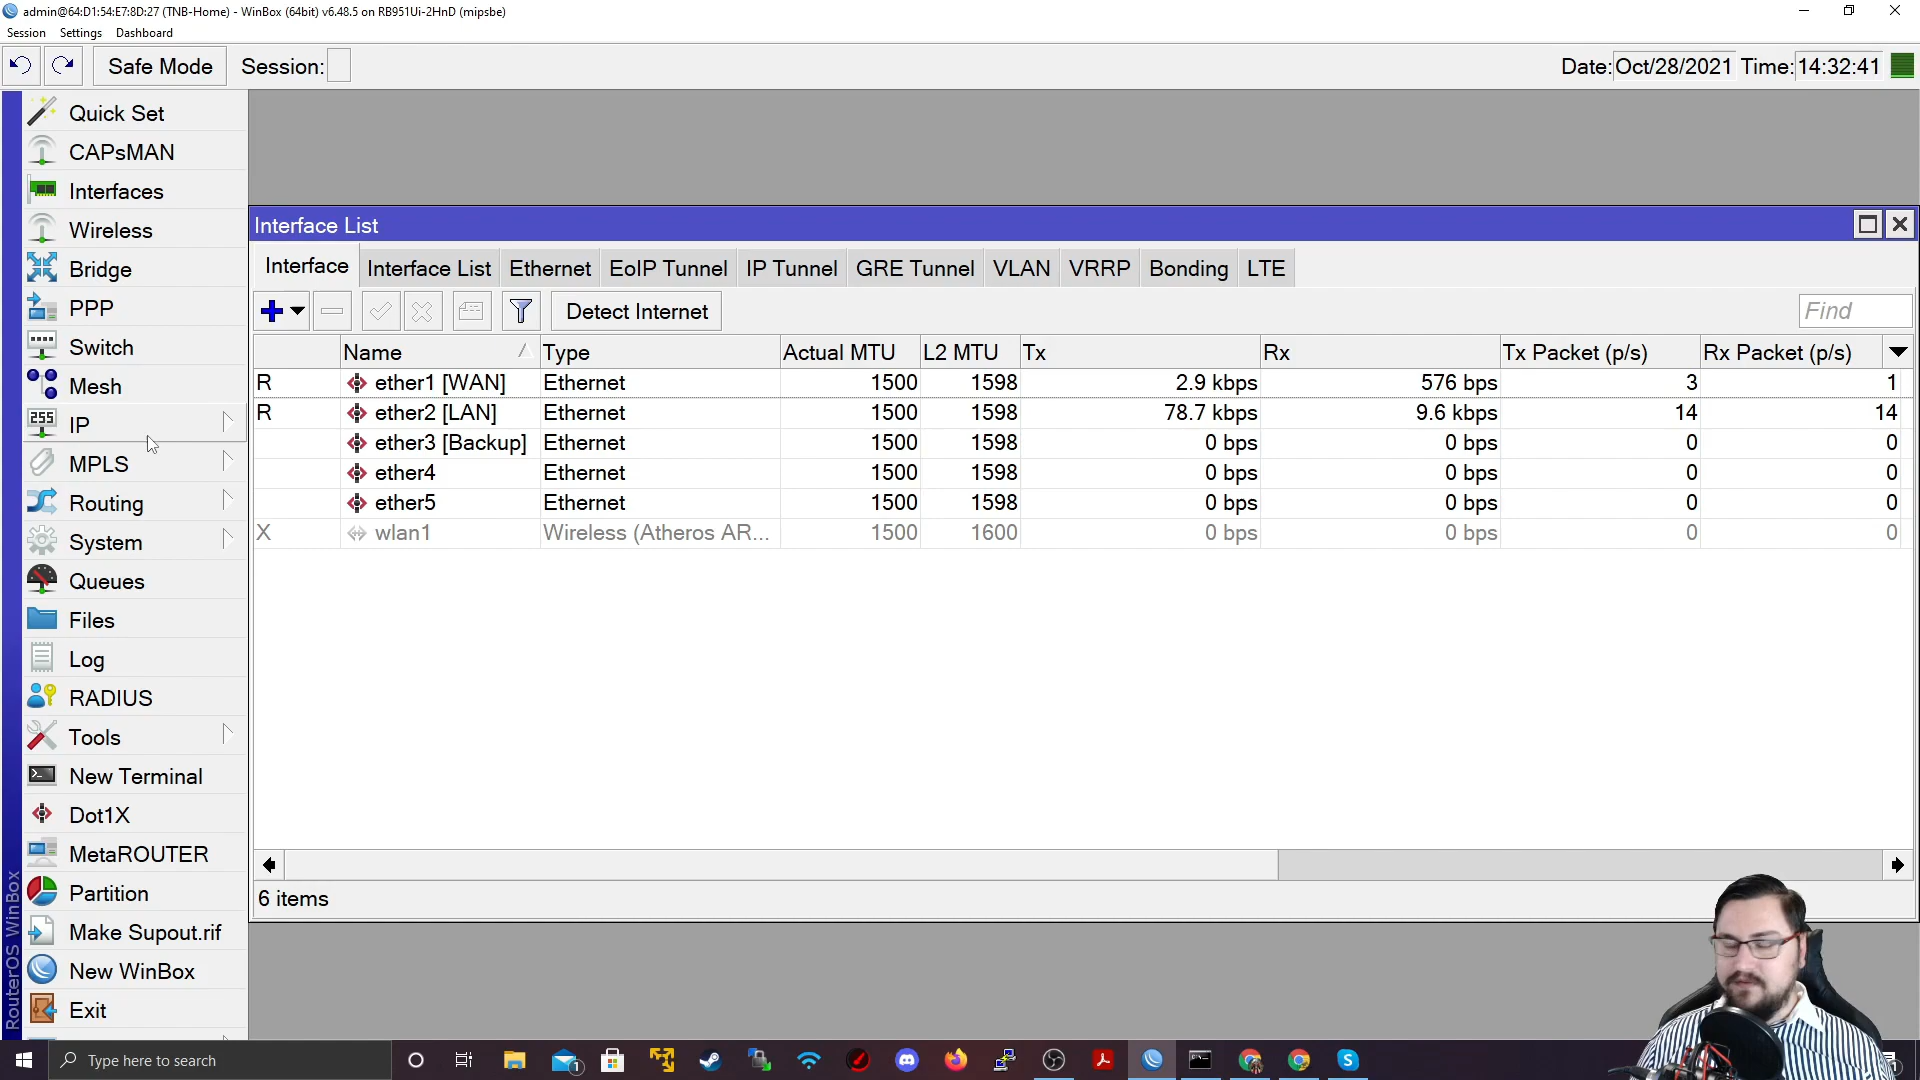 admin@64:D1:54:E7:8D:27 (TNB-Home) - WinBox (64bit) v6.48.5 on RB951Ui-2HnD (mipsbe)
Session Settings Dashboard
Safe Mode Session: Date: Oct/28/2021 Time: 14:32:41
Quick Set
CAPsMAN
Interfaces
Wireless
Bridge
PPP
Switch
Mesh
255 IP
MPLS
Routing
System
Queues
Files
Log
RADIUS
Tools
New Terminal
Dot1X
MetaROUTER
Partition
Make Supout.rif
New WinBox
Exit
RouterOS WinBox
Interface List
Interface Interface List Ethernet EoIP Tunnel IP Tunnel GRE Tunnel VLAN VRRP Bonding LTE
Detect Internet Find
Name Type Actual MTU L2 MTU Tx Rx Tx Packet (p/s) Rx Packet (p/s)
R ether1 [WAN] Ethernet 1500 1598 2.9 kbps 576 bps 3 1
R ether2 [LAN] Ethernet 1500 1598 78.7 kbps 9.6 kbps 14 14
ether3 [Backup] Ethernet 1500 1598 0 bps 0 bps 0 0
ether4 Ethernet 1500 1598 0 bps 0 bps 0 0
ether5 Ethernet 1500 1598 0 bps 0 bps 0 0
X wlan1 Wireless (Atheros AR... 1500 1600 0 bps 0 bps 0 0
6 items
Type here to search